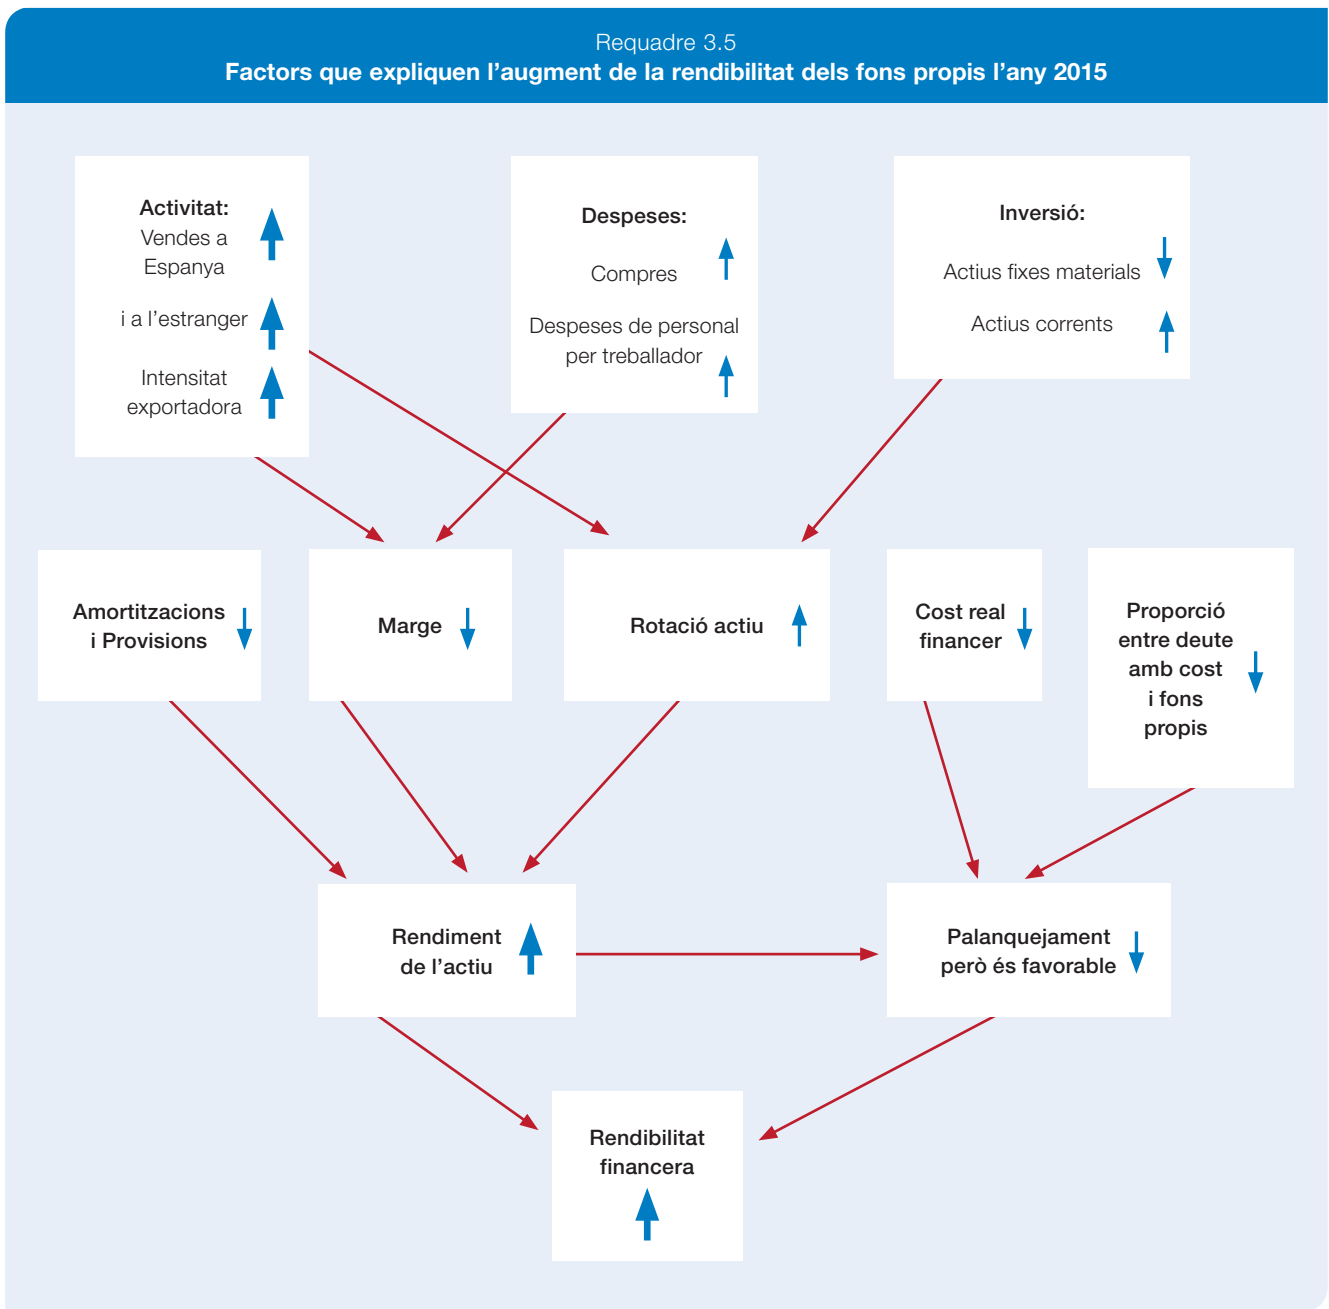 Requadre 3.5
Factors que expliquen l’augment de la rendibilitat dels fons propis l’any 2015
Activitat:
Vendes a
Espanya
i a l’estranger
Intensitat
exportadora
Despeses:
Compres
Despeses de personal
per treballador
Inversió:
Actius fixes materials
Actius corrents
Amortitzacions
i Provisions
Marge
Rotació actiu
Cost real
financer
Proporció
entre deute
amb cost
i fons
propis
Rendiment
de l’actiu
Palanquejament
però és favorable
Rendibilitat
financera